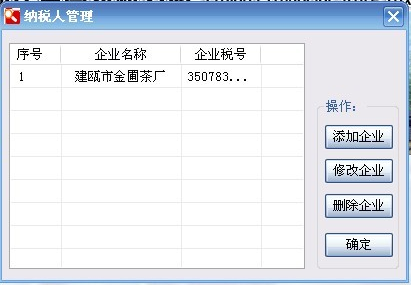 纳税人管理
序号 企业名称 企业税号
1 建瓯市金圃茶厂 350783...
操作：
添加企业
修改企业
删除企业
确定